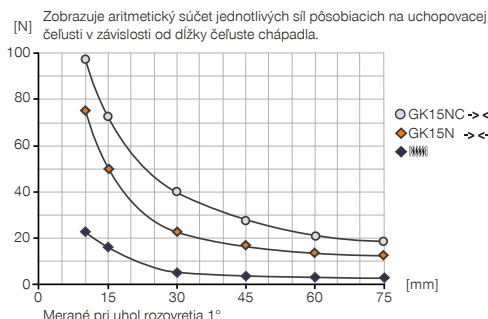 [N]
Zobrazuje aritmetický súčet jednotlivých síl pôsobiacich na uchopovacej
čeľusti v závislosti od dĺžky čeľuste chápadla.
100
80
60
40
20
0
0 15 30 45 60 75
[mm]
GK15NC -> <
GK15N -> <-
Merané pri uhol rozovretia 1°